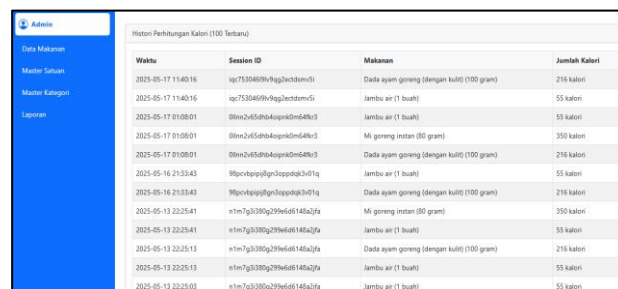 Admin
Data Makanan
Master Satuan
Master Kategori
Laporan
Histori Perhitungan Kalori (100 Terbaru)
Waktu Session ID Makanan Jumlah Kalori
2025-05-17 11:40:16 Dada ayam goreng (dengan kulit) (100 gram) 216 kalori
2025-05-17 11:40:16 Jambu air (1 buah) 55 kalori
2025-05-17 01:08:01 Jambu air (1 buah) 55 kalori
2025-05-17 01:08:01 Mi goreng instan (80 gram) 350 kalori
2025-05-17 01:08:01 Dada ayam goreng (dengan kulit) (100 gram) 216 kalori
2025-05-16 21:33:43 Jambu air (1 buah) 55 kalori
2025-05-16 21:33:43 Dada ayam goreng (dengan kulit) (100 gram) 216 kalori
2025-05-13 22:25:41 n1m7g3i380g299e6d6148a2jfa Mi goreng instan (80 gram) 350 kalori
2025-05-13 22:25:41 n1m7g3i380g299e6d6148a2jfa Jambu air (1 buah) 55 kalori
2025-05-13 22:25:13 n1m7g3i380g299e6d6148a2jfa Dada ayam goreng (dengan kulit) (100 gram) 216 kalori
2025-05-13 22:25:13 n1m7g3i380g299e6d6148a2jfa Jambu air (1 buah) 55 kalori
2025-05-13 22:25:03 n1m7g3i380g299e6d6148a2jfa Jambu air (1 buah) 55 kalori